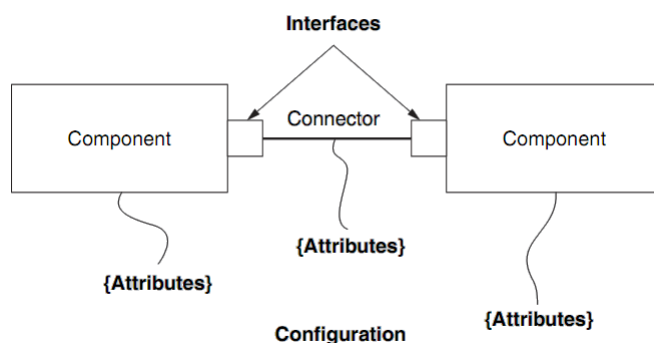 Interfaces
Connector
Component
Component
{Attributes}
{Attributes}
{Attributes}
Configuration